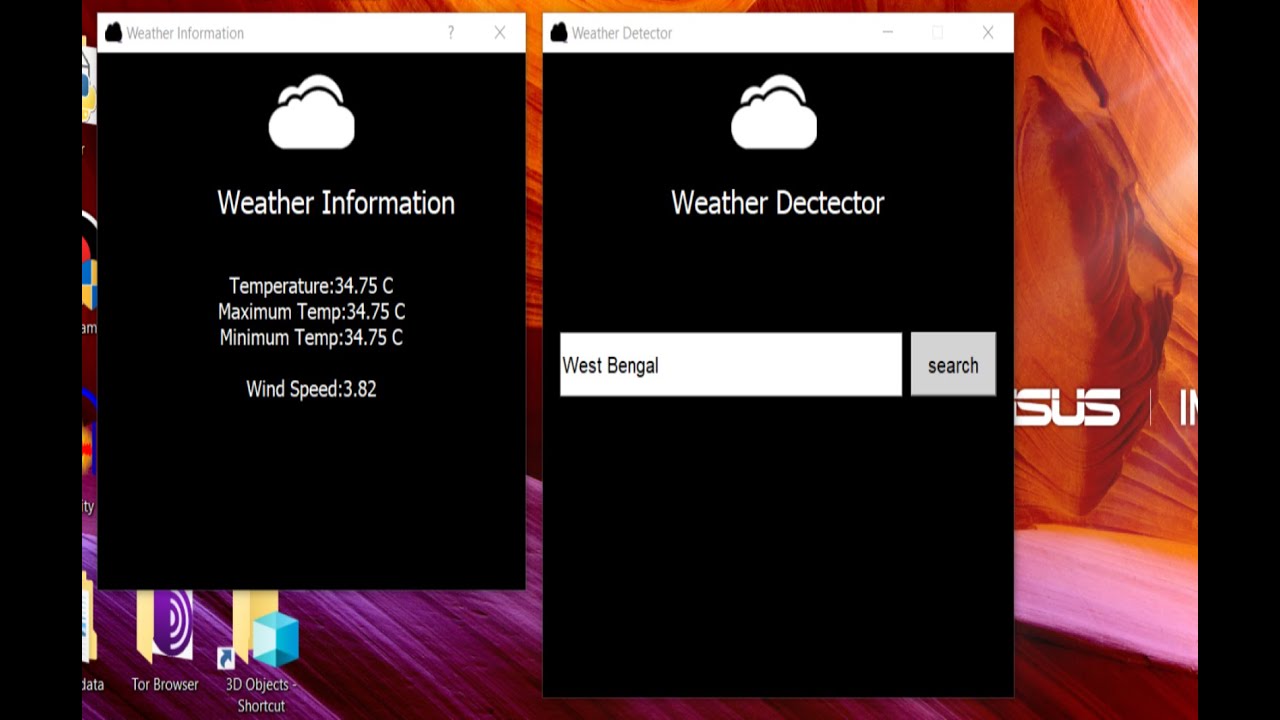 Weather Information
?
Weather Information
Temperature:34.75 C
Maximum Temp:34.75 C
Minimum Temp:34.75 C
Wind Speed:3.82
Weather Detector
Weather Dectector
West Bengal
search
SUS
am
ity
data
Tor Browser
3D Objects -
Shortcut